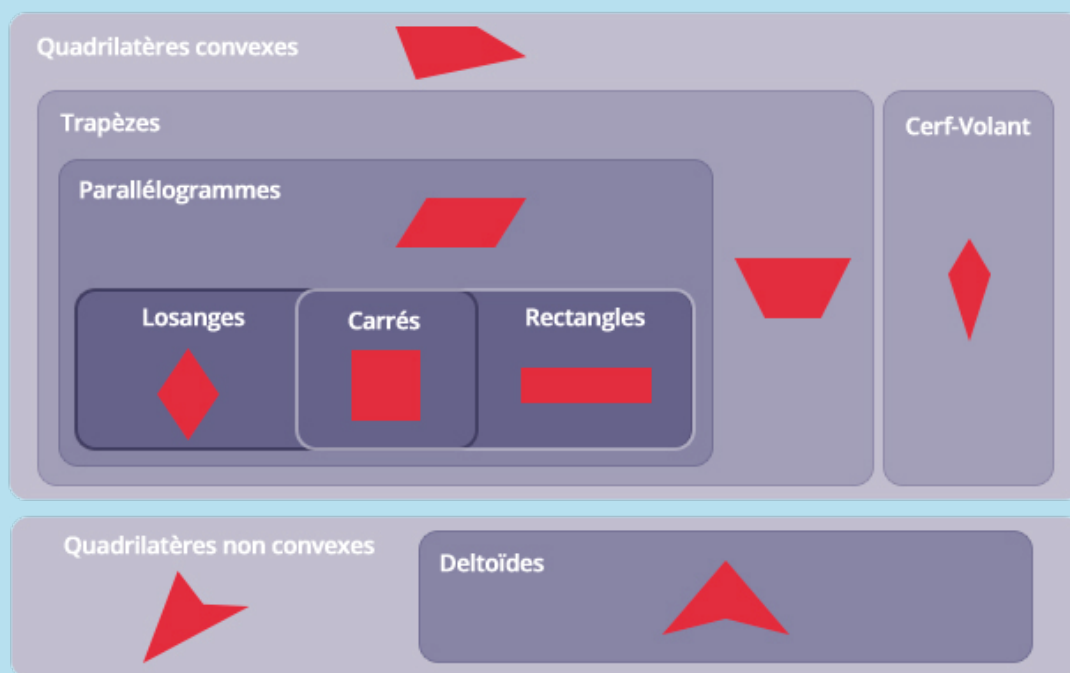 Quadrilatères convexes
Trapèzes
Cerf-Volant
Parallélogrammes
Losanges
Carrés
Rectangles
Quadrilatères non convexes
Deltoïdes